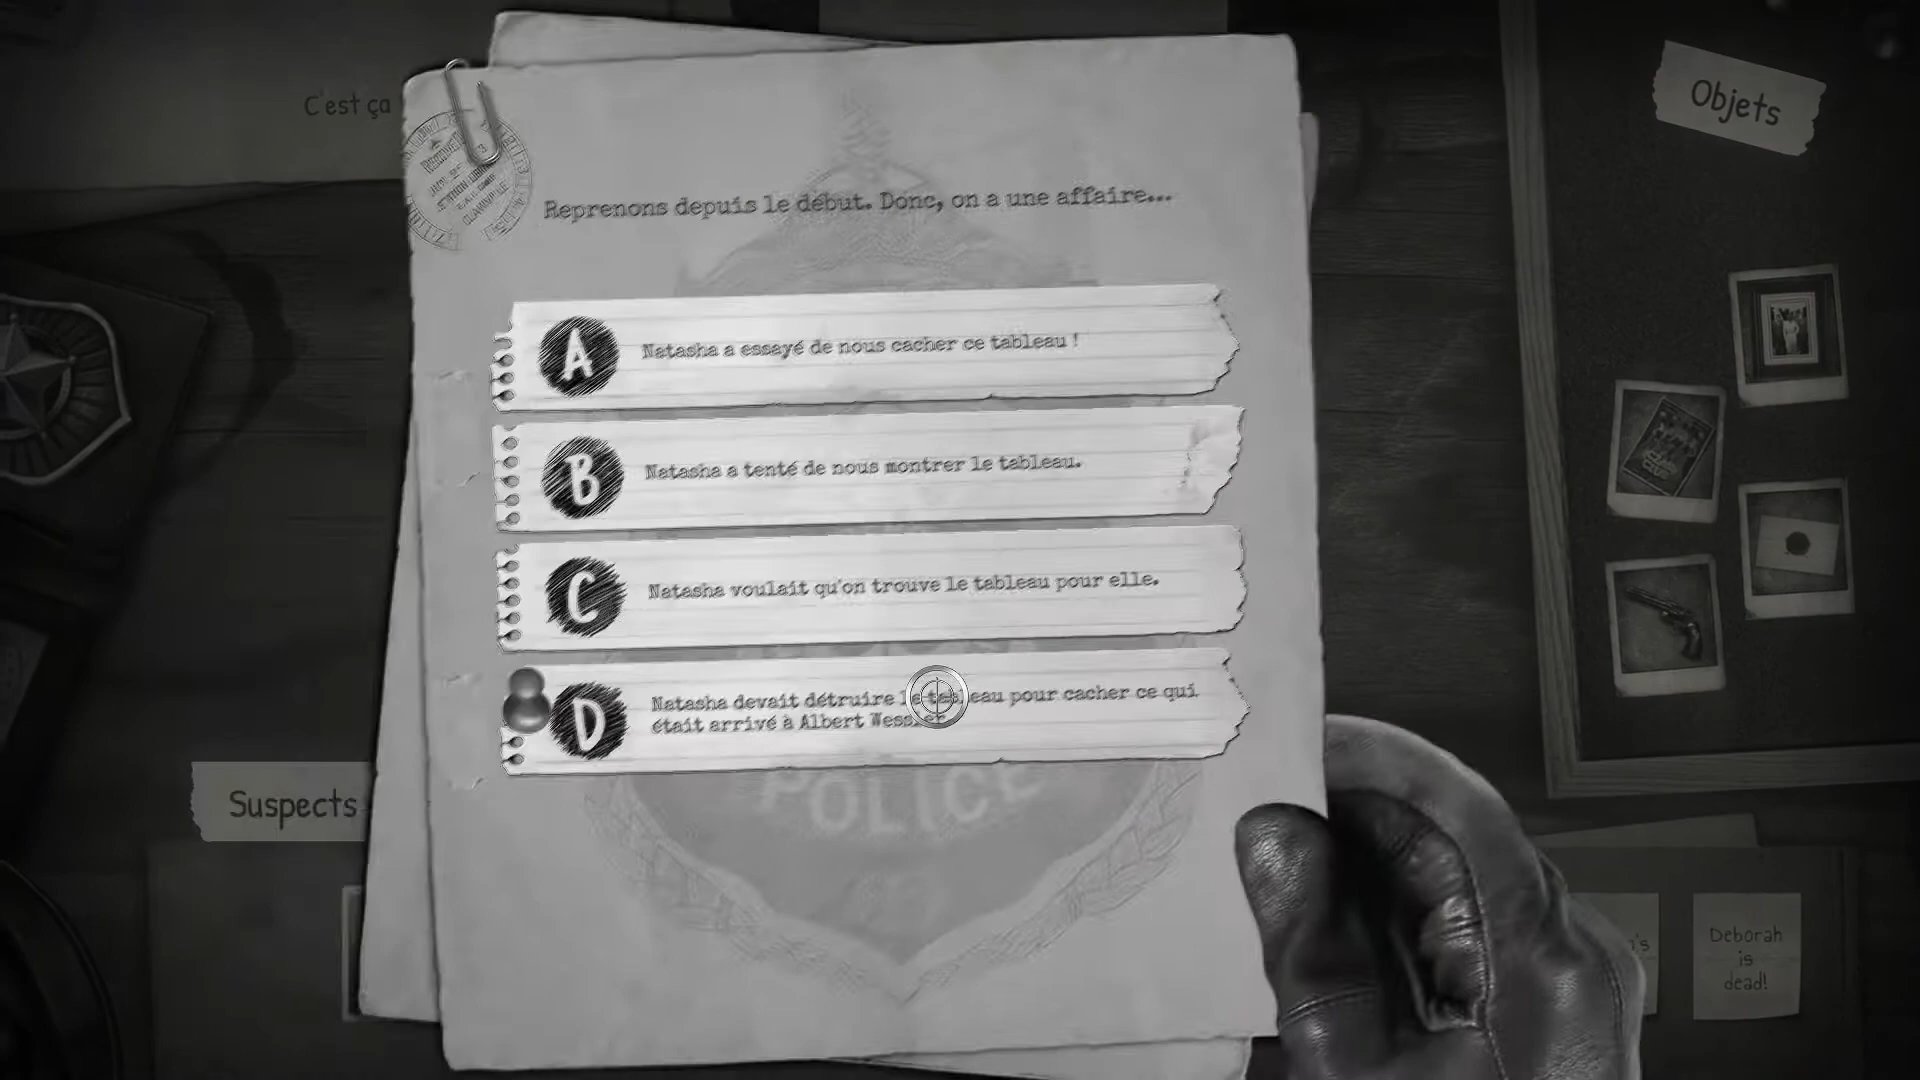 C'est ça
Objets
Reprenons depuis le début. Donc, on a une affaire...
A
Natasha a essayé de nous cacher ce tableau !
B
Natasha a tenté de nous montrer le tableau.
C
Natasha voulait qu'on trouve le tableau pour elle.
D
Natasha devait détruire le tableau pour cacher ce qui
était arrivé à Albert Wessler.
POLICE
Suspects
Deborah
is
dead!